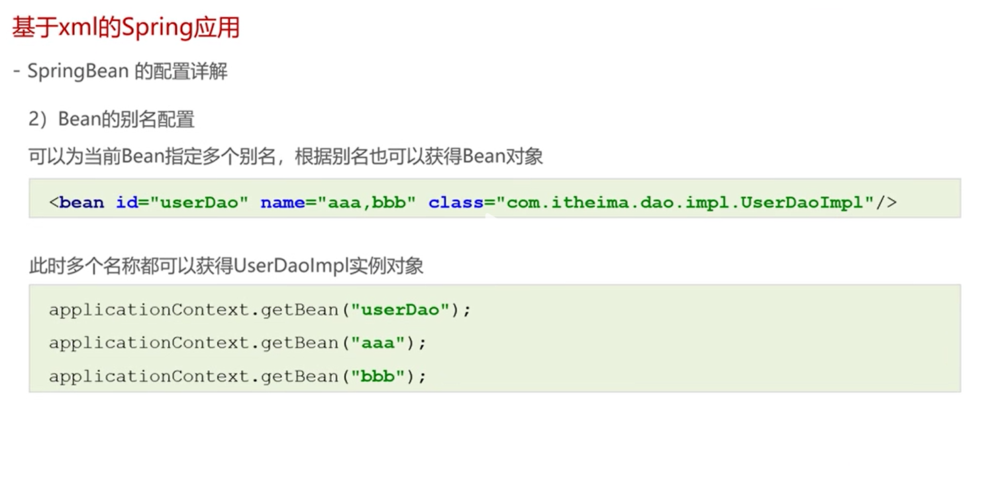 基于xml的Spring应用
- SpringBean 的配置详解
2）Bean的别名配置
可以为当前Bean指定多个别名，根据别名也可以获得Bean对象
<bean id="userDao" name="aaa,bbb" class="com.itheima.dao.impl.UserDaoImpl"/>
此时多个名称都可以获得UserDaoImpl实例对象
applicationContext.getBean("userDao");
applicationContext.getBean("aaa");
applicationContext.getBean("bbb");